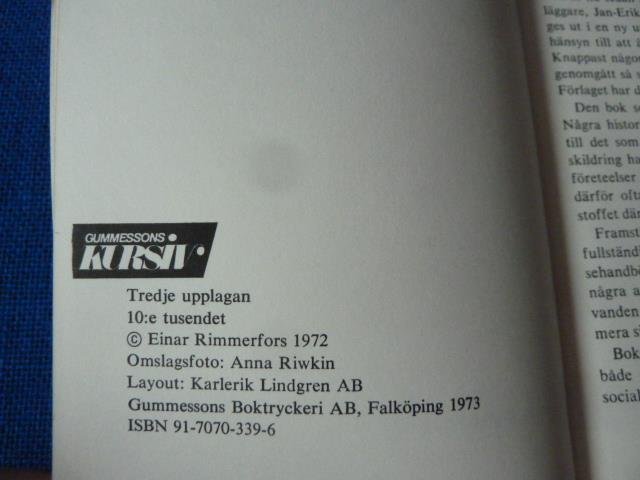 GUMMESSONS
KURSIV
Tredje upplagan
10:e tusendet
© Einar Rimmerfors 1972
Omslagsfoto: Anna Riwkin
Layout: Karlerik Lindgren AB
Gummessons Boktryckeri AB, Falköping 1973
ISBN 91-7070-339-6
läggare, Jan-Erik
ges ut i en ny u
hänsyn till att
Knappast någo
genomgått så
Förlaget har d
Den bok s
Några histor
till det som
skildring ha
företeelser
därför ofta
stoffet där
Framst
fullständ
sehandb
några a
vanden
mera s
Bok
både
social